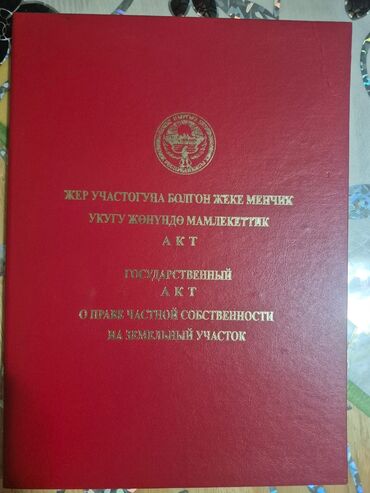 ЖЕР УЧАСТОГУНА БОЛГОН ЖЕКЕ МЕНЧИК
УКУГУ ЖӨНҮНДӨ МАМЛЕКЕТТИК
АКТ
ГОСУДАРСТВЕННЫЙ
АКТ
О ПРАВЕ ЧАСТНОЙ СОБСТВЕННОСТИ
НА ЗЕМЕЛЬНЫЙ УЧАСТОК